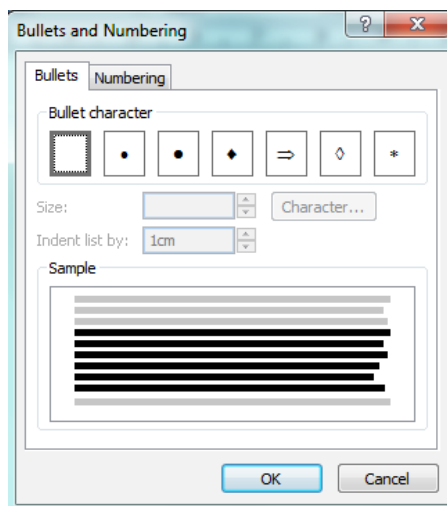 Bullets and Numbering
Bullets Numbering
Bullet character
• • ♦ ⇒ ◊ *
Size: Character...
Indent list by: 1cm
Sample
OK Cancel